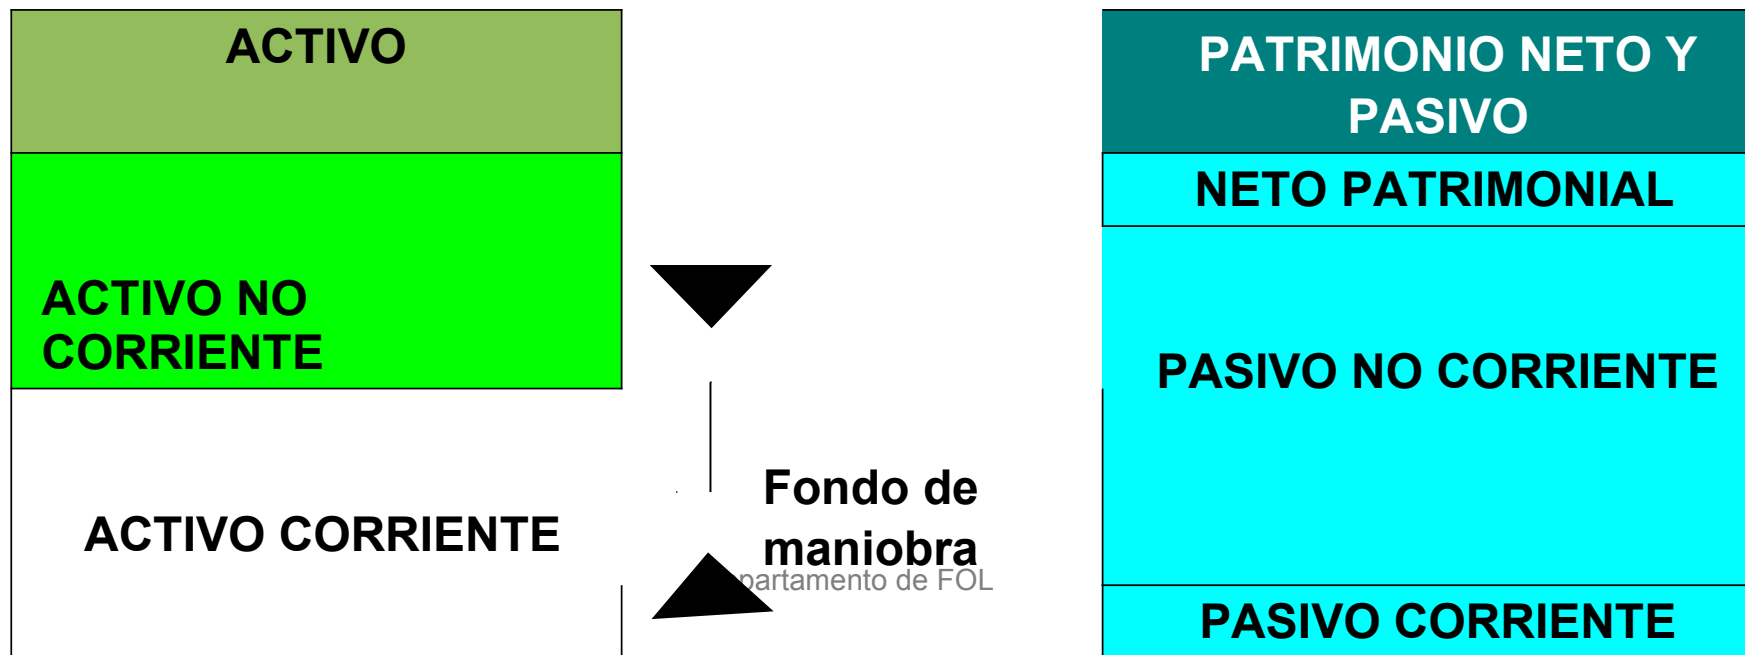 ACTIVO
PATRIMONIO NETO Y
PASIVO
NETO PATRIMONIAL
ACTIVO NO
CORRIENTE
PASIVO NO CORRIENTE
Fondo de
maniobra
ACTIVO CORRIENTE
partamento de FOL
PASIVO CORRIENTE